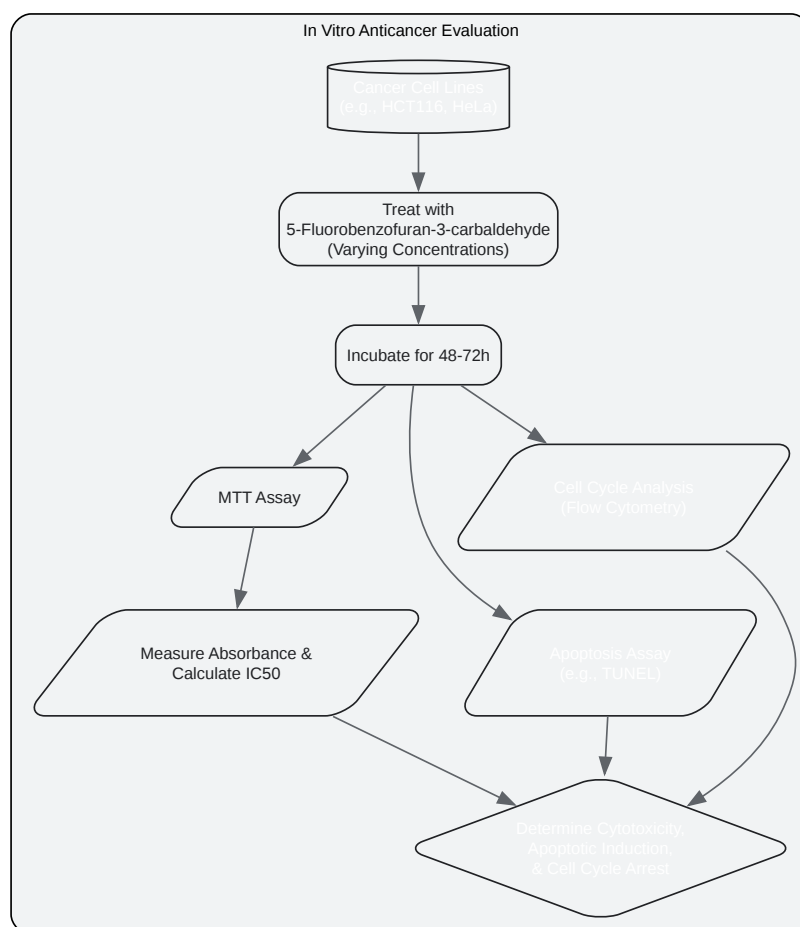 In Vitro Anticancer Evaluation
Cancer Cell Lines
(e.g., HCT116, HeLa)
Treat with
5-Fluorobenzofuran-3-carbaldehyde
(Varying Concentrations)
Incubate for 48-72h
MTT Assay
Cell Cycle Analysis
(Flow Cytometry)
Measure Absorbance &
Calculate IC50
Apoptosis Assay
(e.g., TUNEL)
Determine Cytotoxicity,
Apoptotic Induction,
& Cell Cycle Arrest